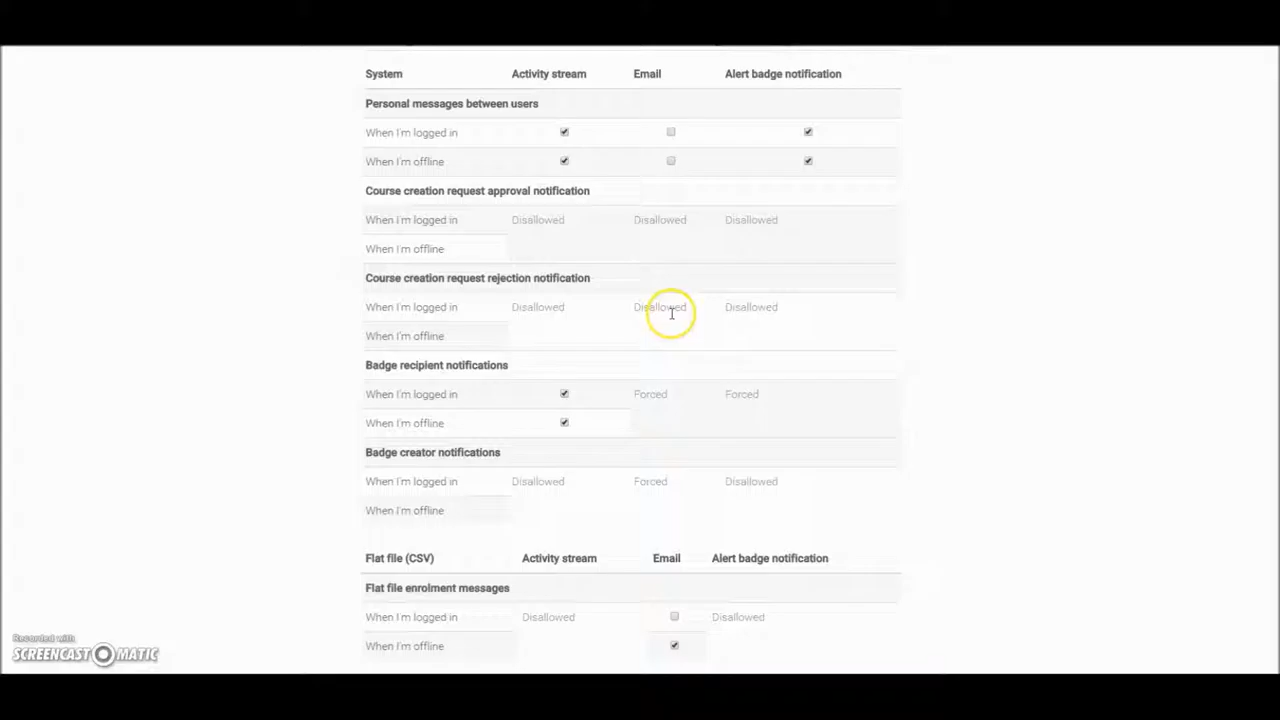 System Activity stream Email Alert badge notification
Personal messages between users
When I'm logged in
When I'm offline
Course creation request approval notification
When I'm logged in Disallowed Disallowed Disallowed
When I'm offline
Course creation request rejection notification
When I'm logged in Disallowed Disallowed Disallowed
When I'm offline
Badge recipient notifications
When I'm logged in Forced Forced
When I'm offline
Badge creator notifications
When I'm logged in Disallowed Forced Disallowed
When I'm offline
Flat file (CSV) Activity stream Email Alert badge notification
Flat file enrolment messages
When I'm logged in Disallowed Disallowed
When I'm offline
Recorded with
SCREENCAST MATIC